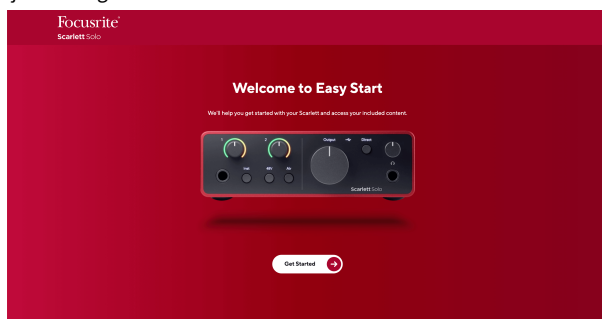 Focusrite®
Scarlett Solo
Welcome to Easy Start
We'll help you get started with your Scarlett and access your included content.
1 2 Output Direct
Inst 48V Air
Scarlett Solo
Get Started